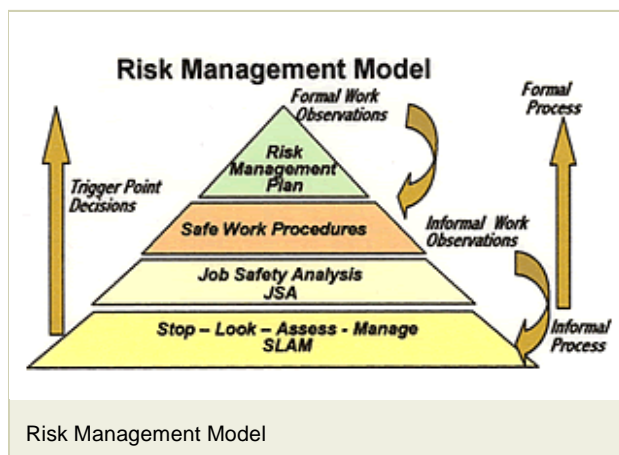 Risk Management Model
Formal Work
Observations
Formal
Process
Risk
Management
Plan
Trigger Point
Decisions
Safe Work Procedures
Informal Work
Observations
Job Safety Analysis
JSA
Stop – Look – Assess - Manage
SLAM
Informal
Process
Risk Management Model